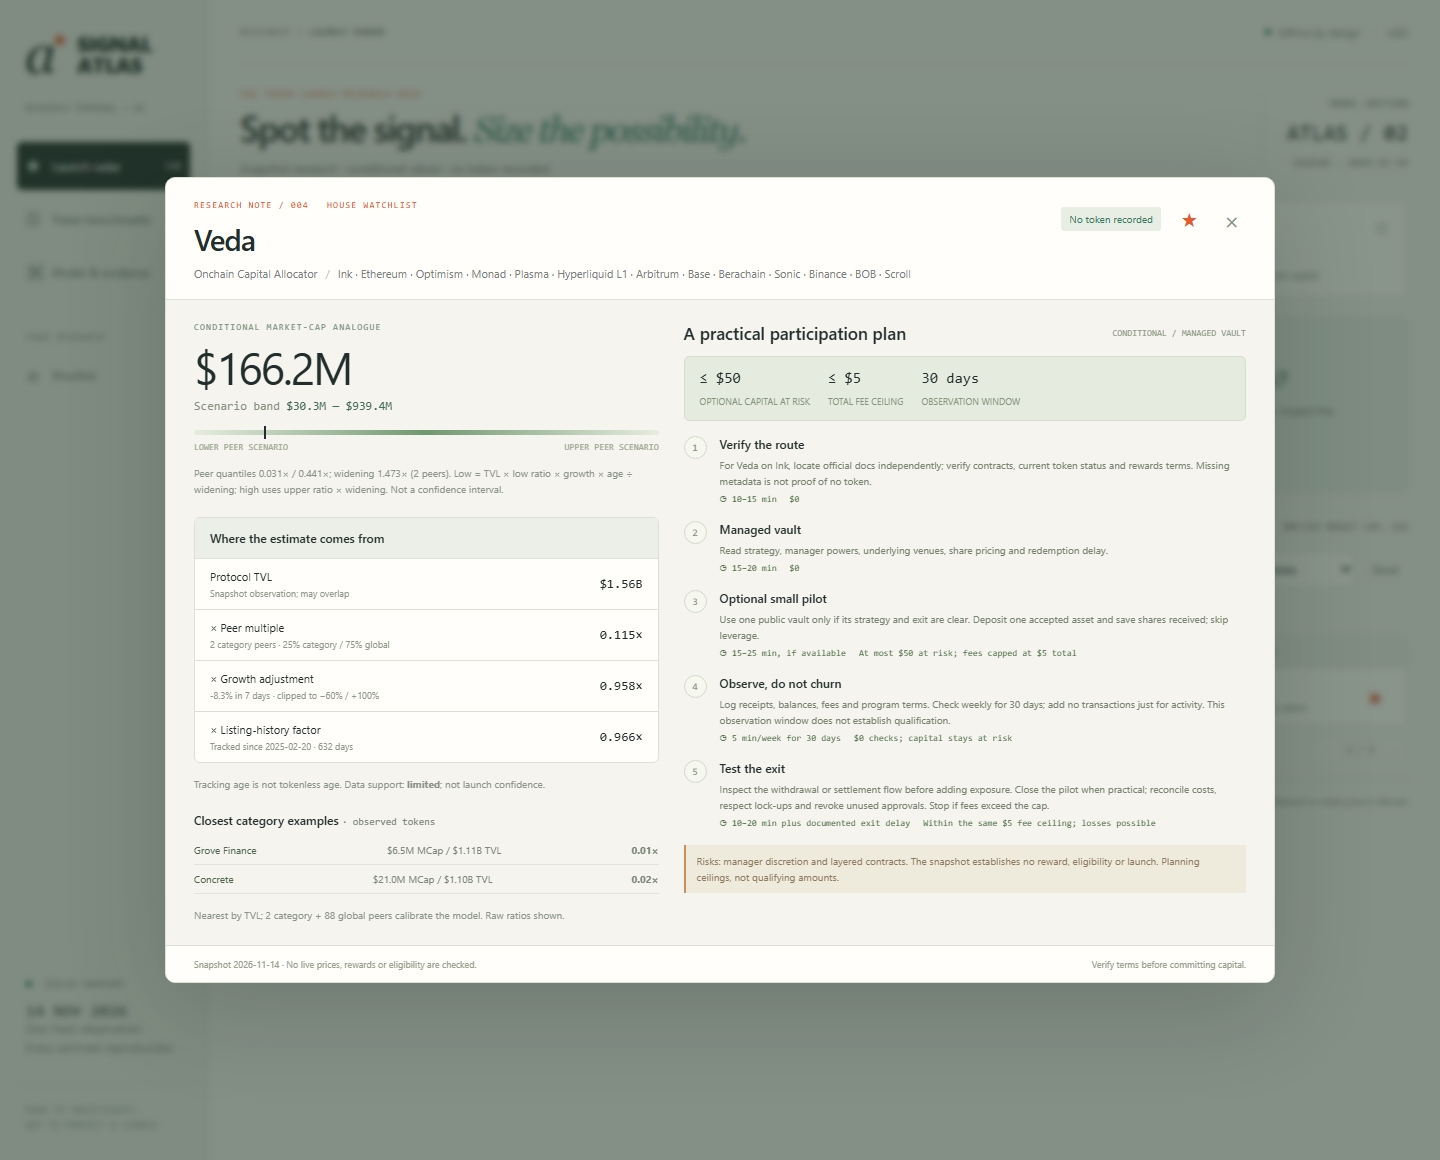 a
SIGNAL
ATLAS
Launch radar
Spot the signal. Size the possibility.
ATLAS / 02
RESEARCH NOTE / 004 HOUSE WATCHLIST
Veda
No token recorded
Onchain Capital Allocator / Ink · Ethereum · Optimism · Monad · Plasma · Hyperliquid L1 · Arbitrum · Base · Berachain · Sonic · Binance · BOB · Scroll
CONDITIONAL MARKET-CAP ANALOGUE
$166.2M
Scenario band $30.3M — $939.4M
LOWER PEER SCENARIO UPPER PEER SCENARIO
Peer quantiles 0.031× / 0.441×; widening 1.473× (2 peers). Low = TVL × low ratio × growth × age ÷
widening; high uses upper ratio × widening. Not a confidence interval.
Where the estimate comes from
Protocol TVL
Snapshot observation; may overlap
$1.56B
× Peer multiple
2 category peers · 25% category / 75% global
0.115×
× Growth adjustment
-8.3% in 7 days · clipped to −60% / +100%
0.958×
× Listing-history factor
Tracked since 2025-02-20 · 632 days
0.966×
Tracking age is not tokenless age. Data support: limited; not launch confidence.
Closest category examples · observed tokens
Grove Finance $6.5M MCap / $1.11B TVL 0.01×
Concrete $21.0M MCap / $1.10B TVL 0.02×
Nearest by TVL; 2 category + 88 global peers calibrate the model. Raw ratios shown.
A practical participation plan
CONDITIONAL / MANAGED VAULT
≤ $50 ≤ $5 30 days
OPTIONAL CAPITAL AT RISK TOTAL FEE CEILING OBSERVATION WINDOW
1 Verify the route
For Veda on Ink, locate official docs independently; verify contracts, current token status and rewards terms. Missing
metadata is not proof of no token.
10–15 min $0
2 Managed vault
Read strategy, manager powers, underlying venues, share pricing and redemption delay.
15–20 min $0
3 Optional small pilot
Use one public vault only if its strategy and exit are clear. Deposit one accepted asset and save shares received; skip
leverage.
15–25 min, if available At most $50 at risk; fees capped at $5 total
4 Observe, do not churn
Log receipts, balances, fees and program terms. Check weekly for 30 days; add no transactions just for activity. This
observation window does not establish qualification.
5 min/week for 30 days $0 checks; capital stays at risk
5 Test the exit
Inspect the withdrawal or settlement flow before adding exposure. Close the pilot when practical; reconcile costs,
respect lock-ups and revoke unused approvals. Stop if fees exceed the cap.
10–20 min plus documented exit delay Within the same $5 fee ceiling; losses possible
Risks: manager discretion and layered contracts. The snapshot establishes no reward, eligibility or launch. Planning
ceilings, not qualifying amounts.
Snapshot 2026-11-14 · No live prices, rewards or eligibility are checked.
Verify terms before committing capital.
14 NOV 2026